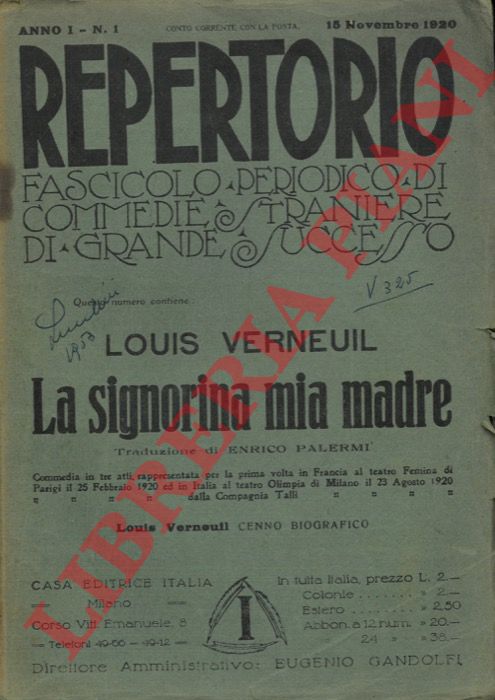 ANNO I - N. 1 CONTO CORRENTE CON LA POSTA. 15 Novembre 1920
REPERTORIO
FASCICOLO PERIODICO DI
COMMEDIE STRANIERE
DI GRANDE SUCCESSO
Questo numero contiene:
V 325
1953
LOUIS VERNEUIL
La signorina mia madre
Traduzione di ENRICO PALERMI
Commedia in tre atti, rappresentata per la prima volta in Francia al teatro Femina di
Parigi il 25 Febbraio 1920 ed in Italia al teatro Olimpia di Milano il 23 Agosto 1920
" " " " dalla Compagnia Talli " " " " "
Louis Verneuil CENNO BIOGRAFICO
CASA EDITRICE ITALIA
— Milano —
Corso Vitt. Emanuele, 8
— Telefoni 49-66 - 49-12 —
I
In tutta Italia, prezzo L. 2.—
Colonie . . . . . . . . » 2.—
Estero . . . . . . . . » 2,50
Abbon. a 12 num. » 20.—
» 24 » » 38.—
Direttore Amministrativo: EUGENIO GANDOLFI
LIBRERIA PIANI